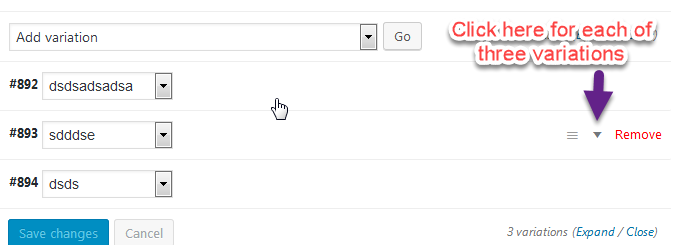 Add variation Go Click here for each of
three variations
#892 dsdsadsadsa
#893 sdddse Remove
#894 dsds
Save changes Cancel 3 variations (Expand / Close)